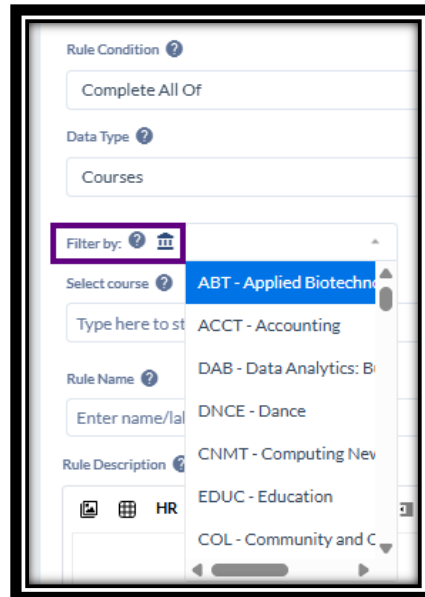 Rule Condition
Complete All Of
Data Type
Courses
Filter by:
Select course
ABT - Applied Biotechn
Type here to st
ACCT - Accounting
DAB - Data Analytics: B
Rule Name
DNCE - Dance
Enter name/lal
CNMT - Computing New
Rule Description
EDUC - Education
HR
COL - Community and C